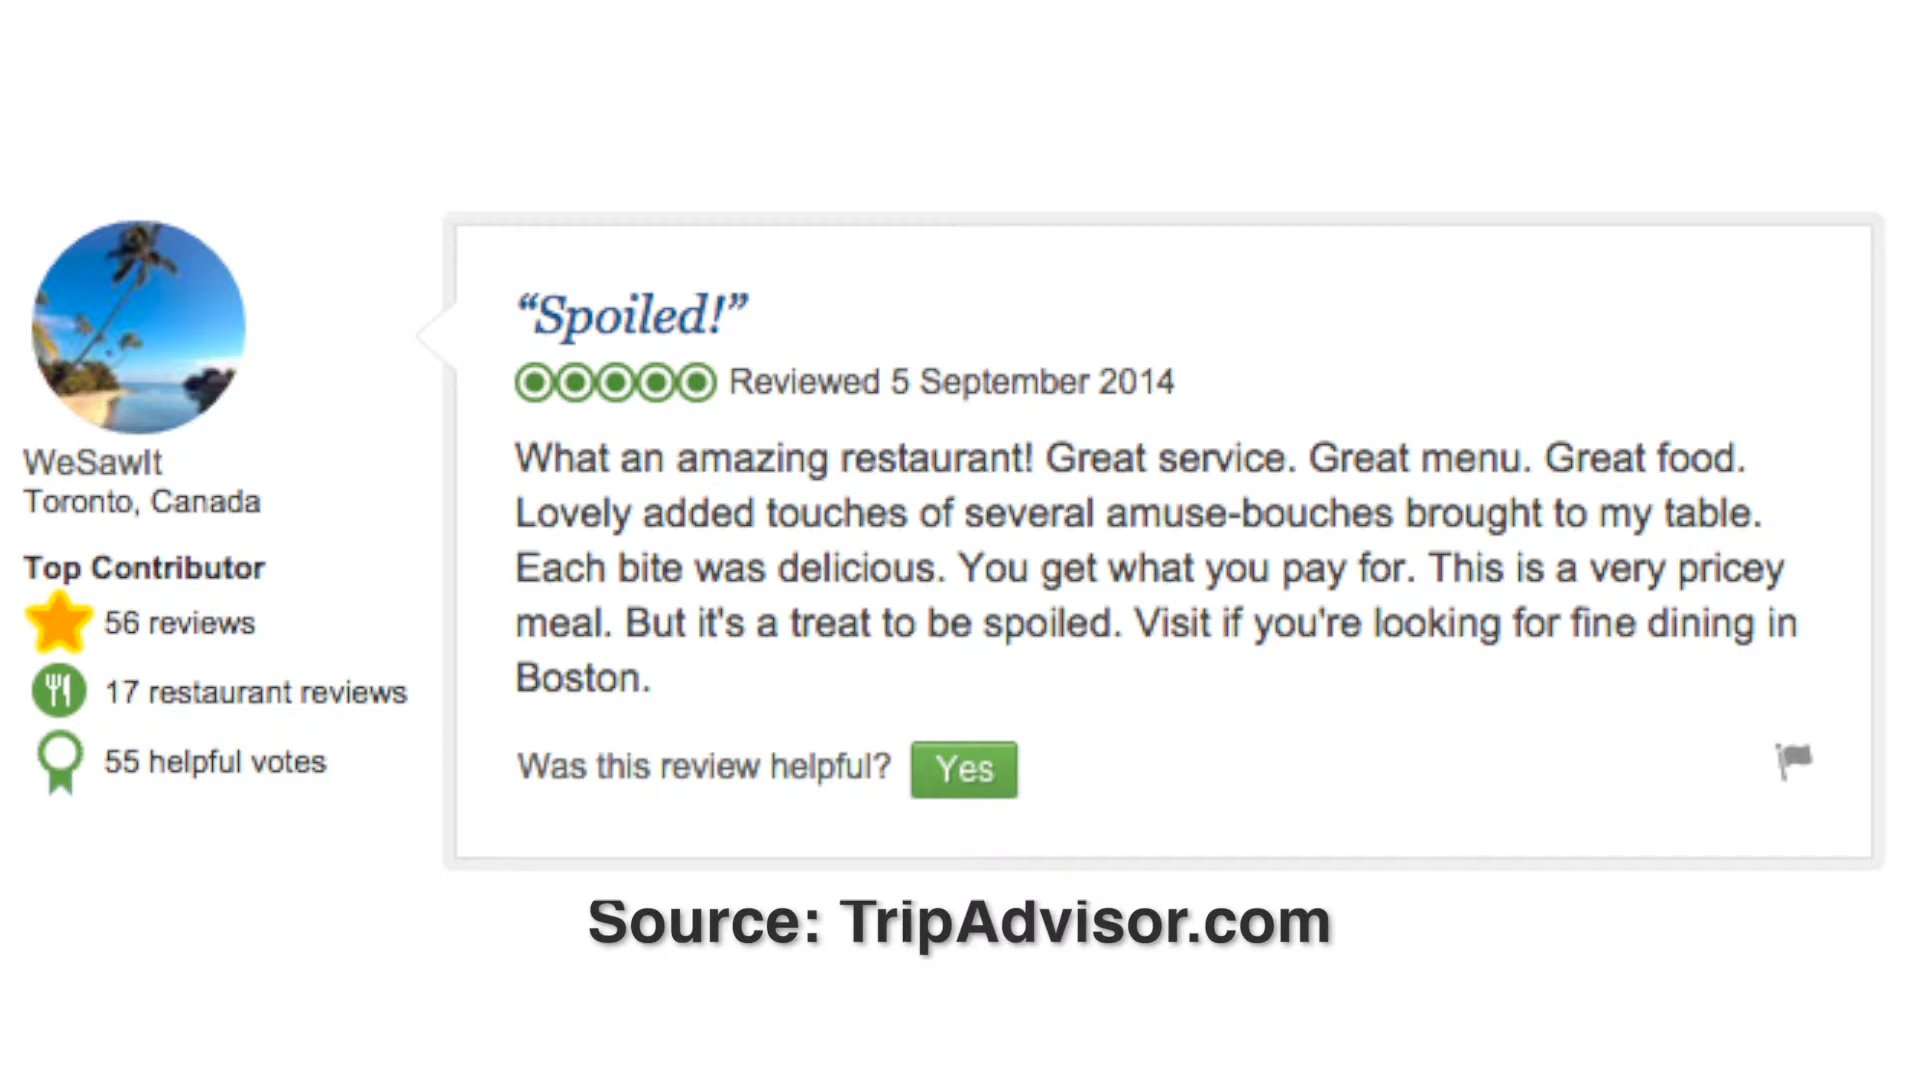 WeSawIt
Toronto, Canada
Top Contributor
56 reviews
17 restaurant reviews
55 helpful votes
“Spoiled!”
Reviewed 5 September 2014
What an amazing restaurant! Great service. Great menu. Great food.
Lovely added touches of several amuse-bouches brought to my table.
Each bite was delicious. You get what you pay for. This is a very pricey
meal. But it's a treat to be spoiled. Visit if you're looking for fine dining in
Boston.
Was this review helpful? Yes
Source: TripAdvisor.com